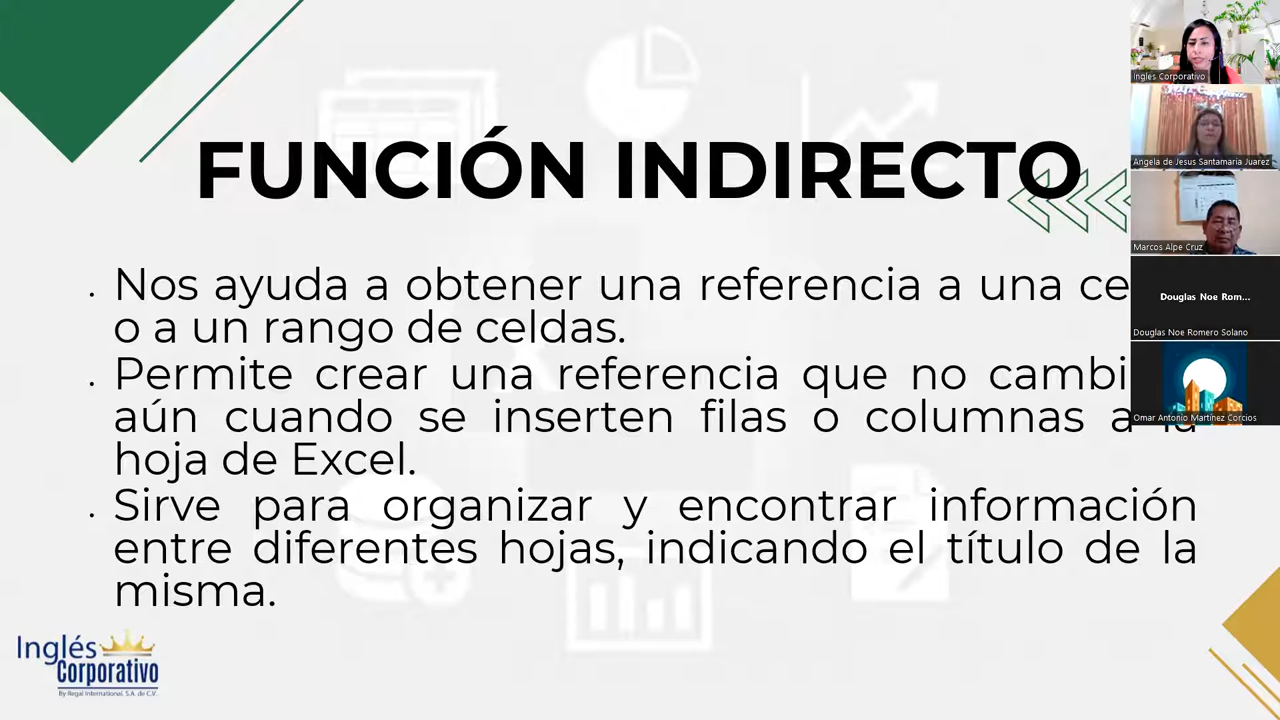 FUNCIÓN INDIRECTO
. Nos ayuda a obtener una referencia a una ce
o a un rango de celdas.
. Permite crear una referencia que no cambi
aún cuando se inserten filas o columnas a la
hoja de Excel.
. Sirve para organizar y encontrar información
entre diferentes hojas, indicando el título de la
misma.
Inglés
Corporativo
By Regal International, S.A. de C.V.
Ingles Corporativo
Angela de Jesus Santamaria Juarez
Marcos Alpe Cruz
Douglas Noe Rom...
Douglas Noe Romero Solano
Omar Antonio Martínez Corcios